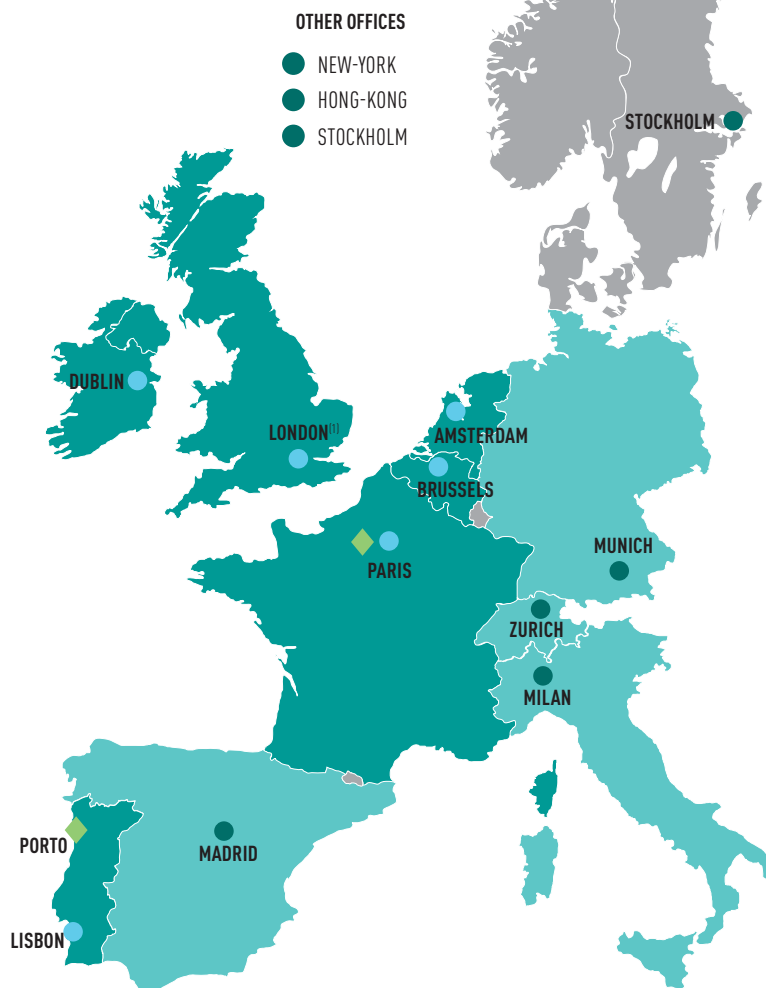 OTHER OFFICES
NEW-YORK
HONG-KONG
STOCKHOLM
STOCKHOLM
DUBLIN
LONDON(1)
AMSTERDAM
BRUSSELS
PARIS
MUNICH
ZURICH
MILAN
PORTO
MADRID
LISBON